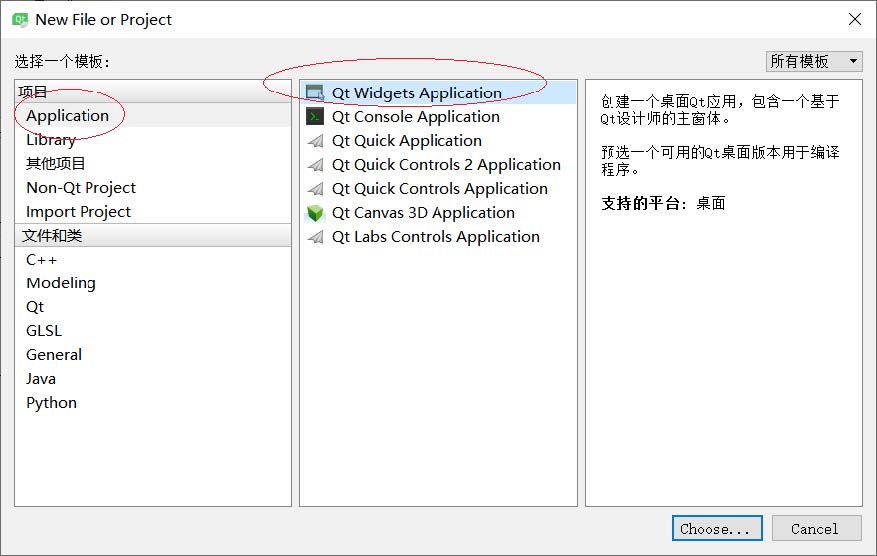 New File or Project
选择一个模板:
所有模板
项目
Application
Library
其他项目
Non-Qt Project
Import Project
文件和类
C++
Modeling
Qt
GLSL
General
Java
Python
Qt Widgets Application
Qt Console Application
Qt Quick Application
Qt Quick Controls 2 Application
Qt Quick Controls Application
Qt Canvas 3D Application
Qt Labs Controls Application
创建一个桌面Qt应用，包含一个基于
Qt设计师的主窗体。
预选一个可用的Qt桌面版本用于编译
程序。
支持的平台: 桌面
Choose...
Cancel